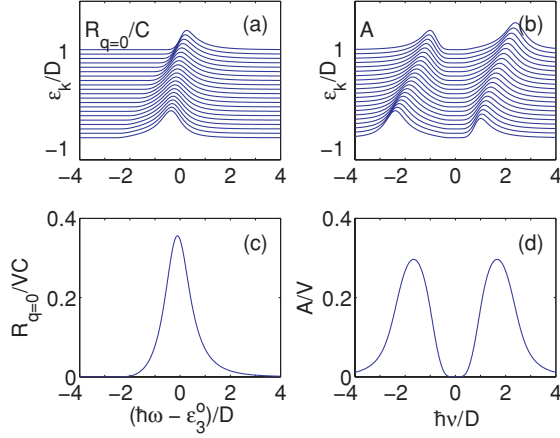 R_{q=0}/C (a)
1
ε_k/D
−1
−4 −2 0 2 4
A (b)
1
ε_k/D
−1
−4 −2 0 2 4
0.4 (c)
0.2
0
R_{q=0}/VC
−4 −2 0 2 4
(ħω − ε_3^o)/D
0.4 (d)
0.2
0
A/V
−4 −2 0 2 4
ħν/D